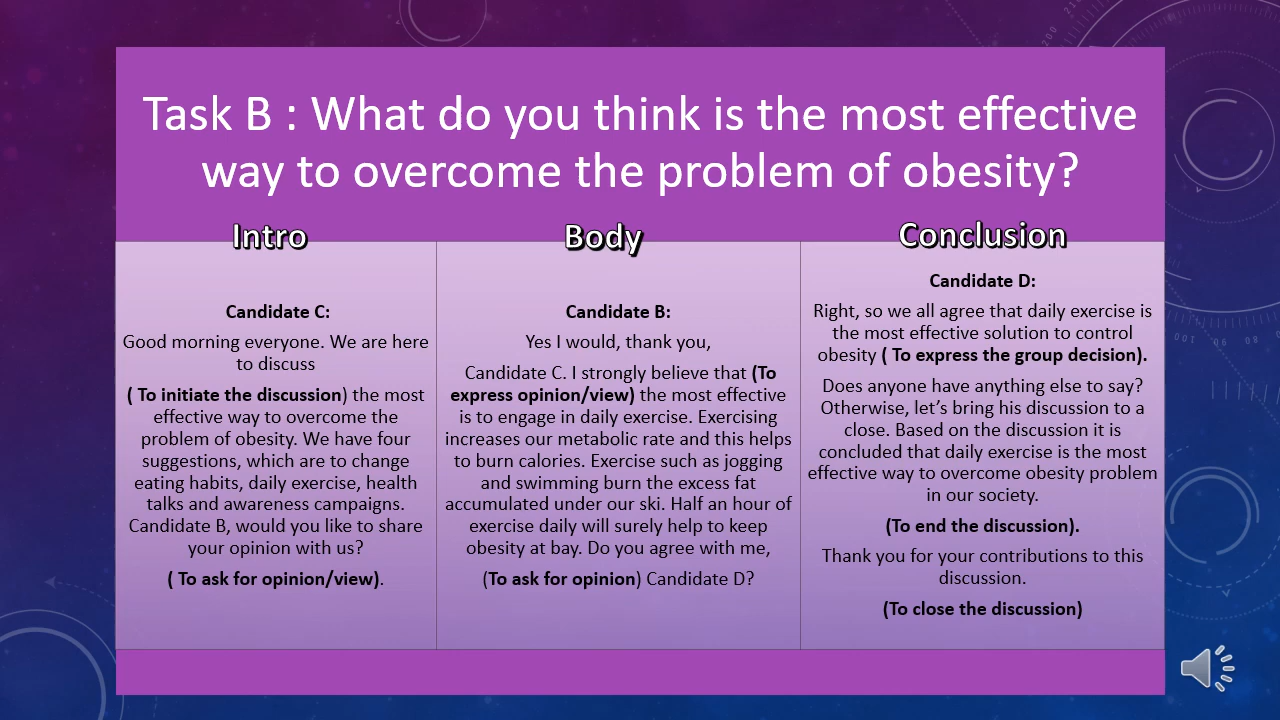 Task B : What do you think is the most effective
way to overcome the problem of obesity?
Intro
Candidate C:
Good morning everyone. We are here
to discuss
( To initiate the discussion) the most
effective way to overcome the
problem of obesity. We have four
suggestions, which are to change
eating habits, daily exercise, health
talks and awareness campaigns.
Candidate B, would you like to share
your opinion with us?
( To ask for opinion/view).
Body
Candidate B:
Yes I would, thank you,
Candidate C. I strongly believe that (To
express opinion/view) the most effective
is to engage in daily exercise. Exercising
increases our metabolic rate and this helps
to burn calories. Exercise such as jogging
and swimming burn the excess fat
accumulated under our ski. Half an hour of
exercise daily will surely help to keep
obesity at bay. Do you agree with me,
(To ask for opinion) Candidate D?
Conclusion
Candidate D:
Right, so we all agree that daily exercise is
the most effective solution to control
obesity ( To express the group decision).
Does anyone have anything else to say?
Otherwise, let’s bring his discussion to a
close. Based on the discussion it is
concluded that daily exercise is the most
effective way to overcome obesity problem
in our society.
(To end the discussion).
Thank you for your contributions to this
discussion.
(To close the discussion)